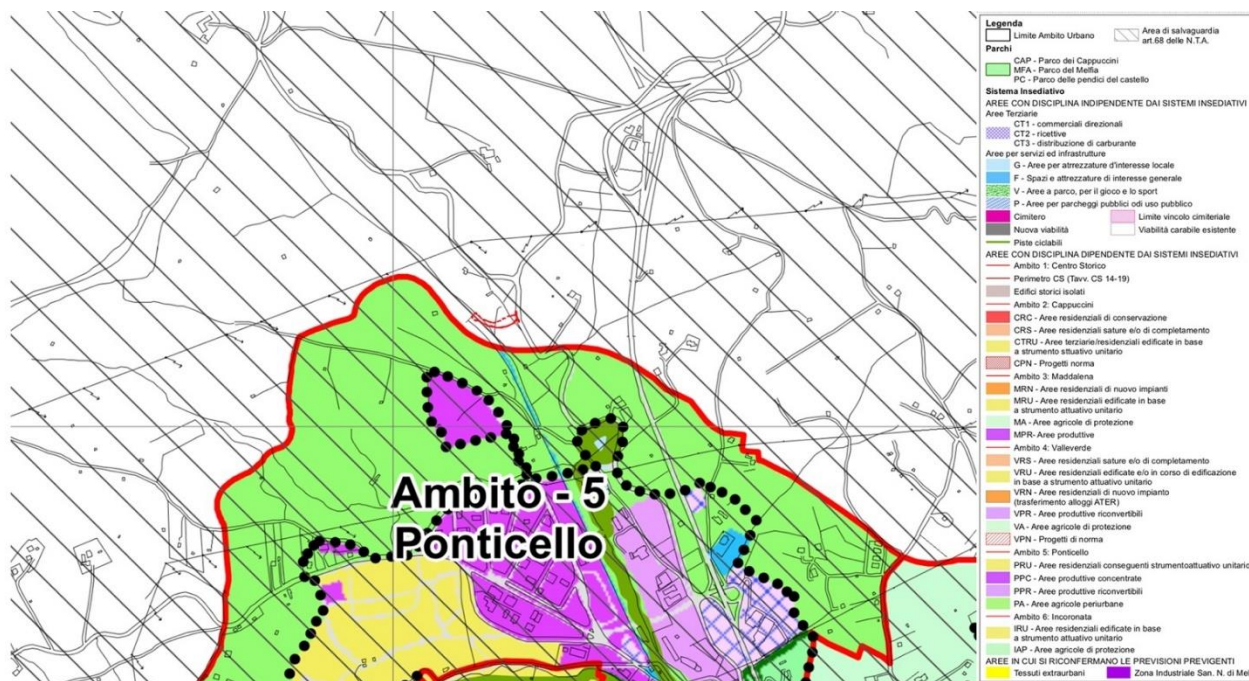 Ambito - 5
Ponticello
Legenda
Limite Ambito Urbano
Area di salvaguardia
art.68 delle N.T.A.
Parchi
CAP - Parco dei Cappuccini
MFA - Parco del Melfia
PC - Parco delle pendici del castello
Sistema Insediativo
AREE CON DISCIPLINA INDIPENDENTE DAI SISTEMI INSEDIATIVI
Aree Terziarie
CT1 - commerciali direzionali
CT2 - ricettive
CT3 - distribuzione di carburante
Aree per servizi ed infrastrutture
G - Aree per atrrezzature d'interesse locale
F - Spazi e attrezzature di interesse generale
V - Aree a parco, per il gioco e lo sport
P - Aree per parcheggi pubblici odi uso pubblico
Cimitero
Limite vincolo cimiteriale
Nuova viabilità
Viabilità carabile esistente
Piste ciclabili
AREE CON DISCIPLINA DIPENDENTE DAI SISTEMI INSEDIATIVI
Ambito 1: Centro Storico
Perimetro CS (Tavv. CS 14-19)
Edifici storici isolati
Ambito 2: Cappuccini
CRC - Aree residenziali di conservazione
CRS - Aree residenziali sature e/o di completamento
CTRU - Aree terziarie/residenziali edificate in base
a strumento sttuativo unitario
CPN - Progetti norma
Ambito 3: Maddalena
MRN - Aree residenziali di nuovo impianti
MRU - Aree residenziali edificate in base
a strumento attuativo unitario
MA - Aree agricole di protezione
MPR- Aree produttive
Ambito 4: Valleverde
VRS - Aree residenziali sature e/o di completamento
VRU - Aree residenziali edificate e/o in corso di edificazione
in base a strumento attuativo unitario
VRN - Aree residenziali di nuovo impianto
(trasferimento alloggi ATER)
VPR - Aree produttive riconvertibili
VA - Aree agricole di protezione
VPN - Progetti di norma
Ambito 5: Ponticello
PRU - Aree residenziali conseguenti strumentoattuativo unitario
PPC - Aree produttive concentrate
PPR - Aree produttive riconvertibili
PA - Aree agricole periurbane
Ambito 6: Incoronata
IRU - Aree residenziali edificate in base
a strumento attuativo unitario
IAP - Aree agricole di protezione
AREE IN CUI SI RICONFERMANO LE PREVISIONI PREVIGENTI
Tessuti extraurbani
Zona Industriale San. N. di Mel